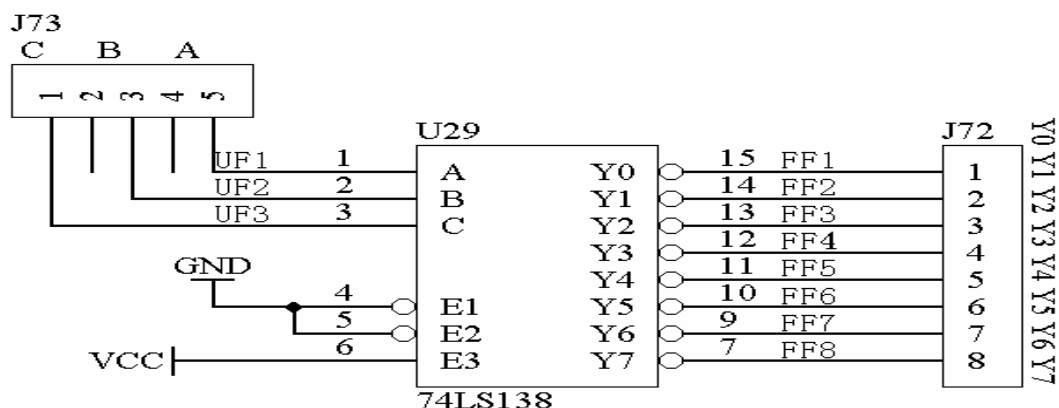 J73
C B A
1 2 3 4 5
U29
J72
UF1 1 A Y0 15 FF1 1
UF2 2 B Y1 14 FF2 2
UF3 3 C Y2 13 FF3 3
Y3 12 FF4 4
GND
Y4 11 FF5 5
4 E1 Y5 10 FF6 6
5 E2 Y6 9 FF7 7
VCC 6 E3 Y7 7 FF8 8
74LS138
Y0 Y1 Y2 Y3 Y4 Y5 Y6 Y7